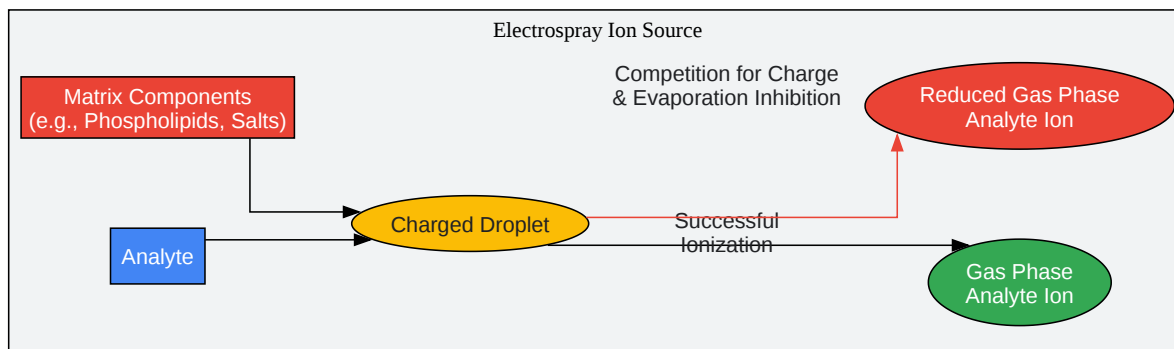 Electrospray Ion Source
Matrix Components
(e.g., Phospholipids, Salts)
Competition for Charge
& Evaporation Inhibition
Reduced Gas Phase
Analyte Ion
Charged Droplet
Successful
Ionization
Analyte
Gas Phase
Analyte Ion